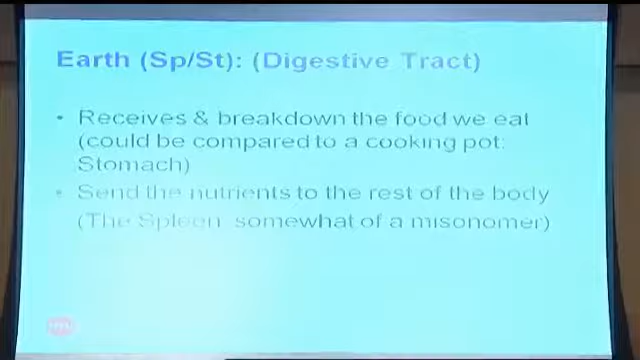 Earth (Sp/St): (Digestive Tract)
• Receives & breakdown the food we eat
(could be compared to a cooking pot:
Stomach)
• Send the nutrients to the rest of the body
(The Spleen somewhat of a misonomer)